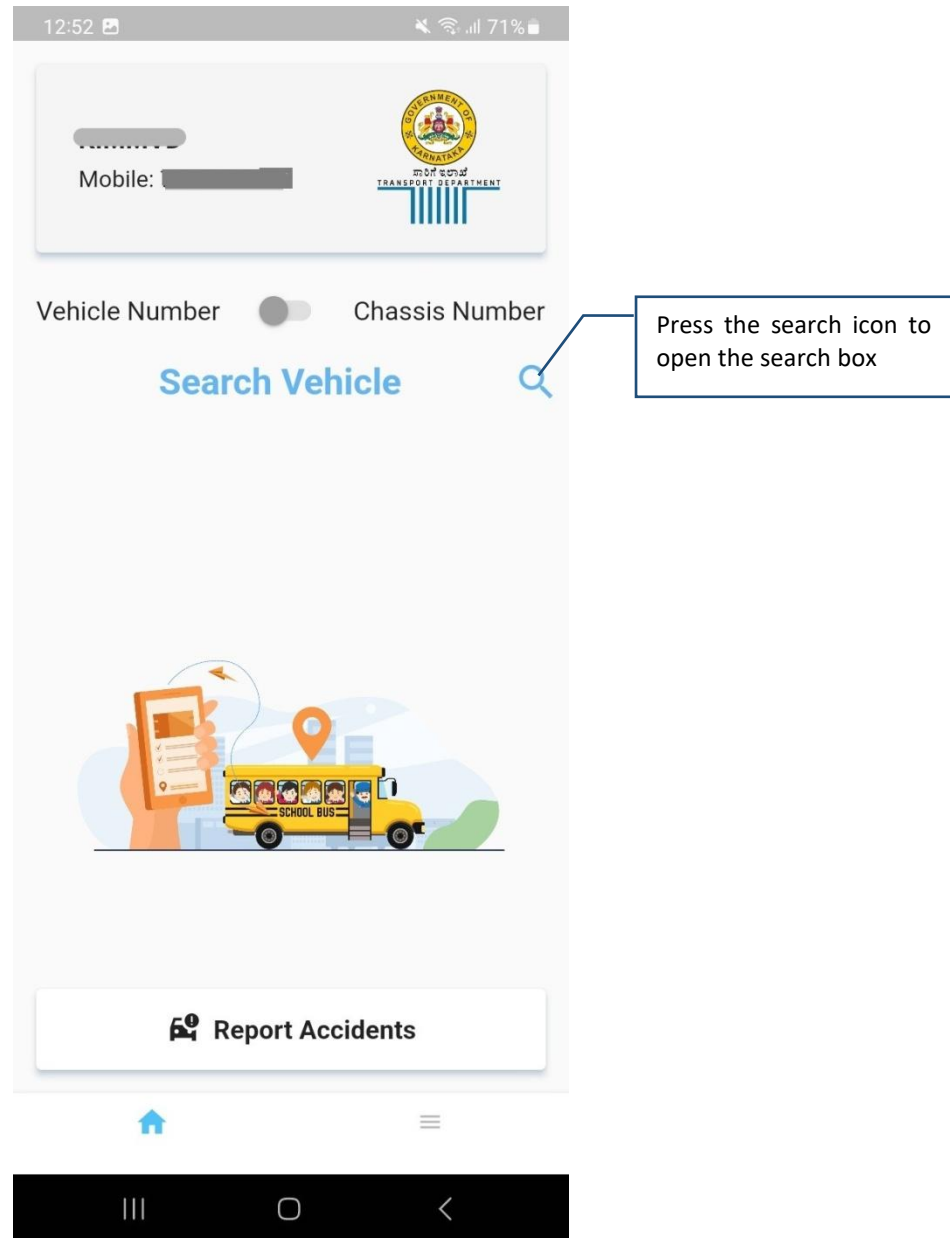 12:52 71%
GOVERNMENT OF
KARNATAKA
ಸಾರಿಗೆ ಇಲಾಖೆ
TRANSPORT DEPARTMENT
Mobile:
Vehicle Number Chassis Number
Search Vehicle
Press the search icon to
open the search box
SCHOOL BUS
Report Accidents